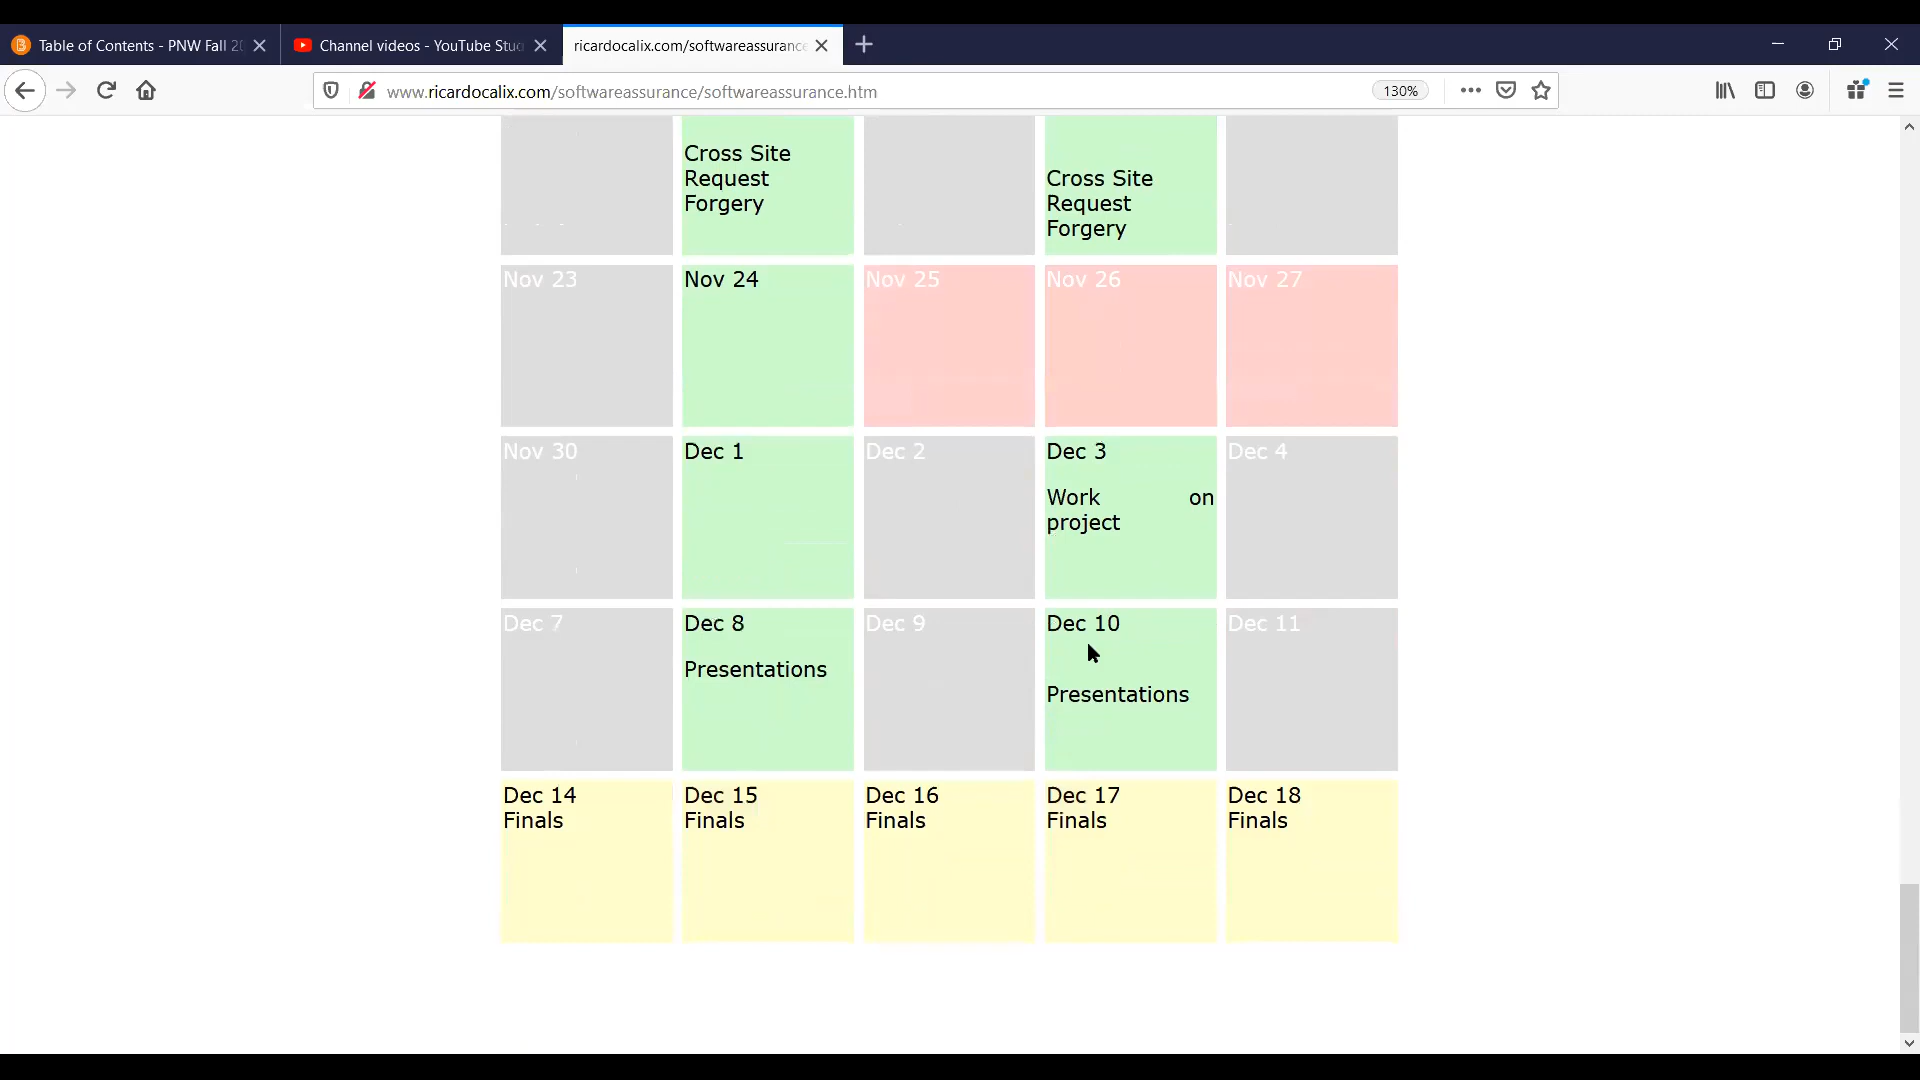 Table of Contents - PNW Fall 20
Channel videos - YouTube Stu
ricardocalix.com/softwareassurance
www.ricardocalix.com/softwareassurance/softwareassurance.htm
130%
Cross Site
Request
Forgery
Cross Site
Request
Forgery
Nov 23
Nov 24
Nov 25
Nov 26
Nov 27
Nov 30
Dec 1
Dec 2
Dec 3
Work on
project
Dec 4
Dec 7
Dec 8
Presentations
Dec 9
Dec 10
Presentations
Dec 11
Dec 14
Finals
Dec 15
Finals
Dec 16
Finals
Dec 17
Finals
Dec 18
Finals